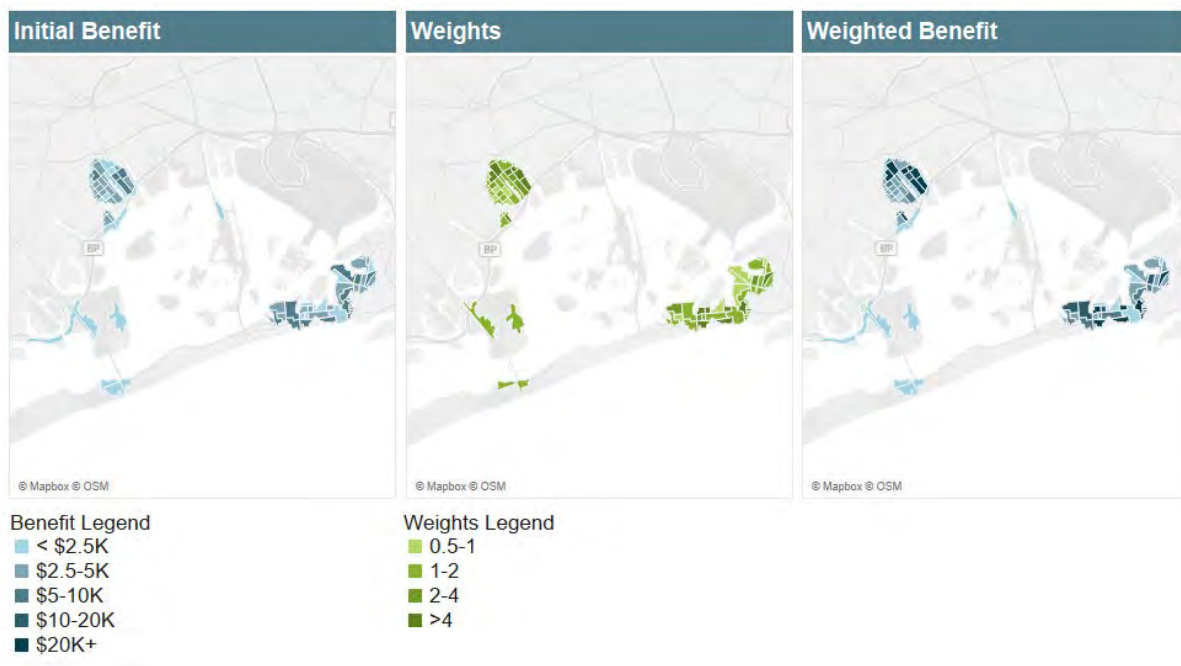 Initial Benefit
Weights
Weighted Benefit
BP
BP
BP
© Mapbox © OSM
© Mapbox © OSM
© Mapbox © OSM
Benefit Legend
< $2.5K
$2.5-5K
$5-10K
$10-20K
$20K+
Weights Legend
0.5-1
1-2
2-4
>4